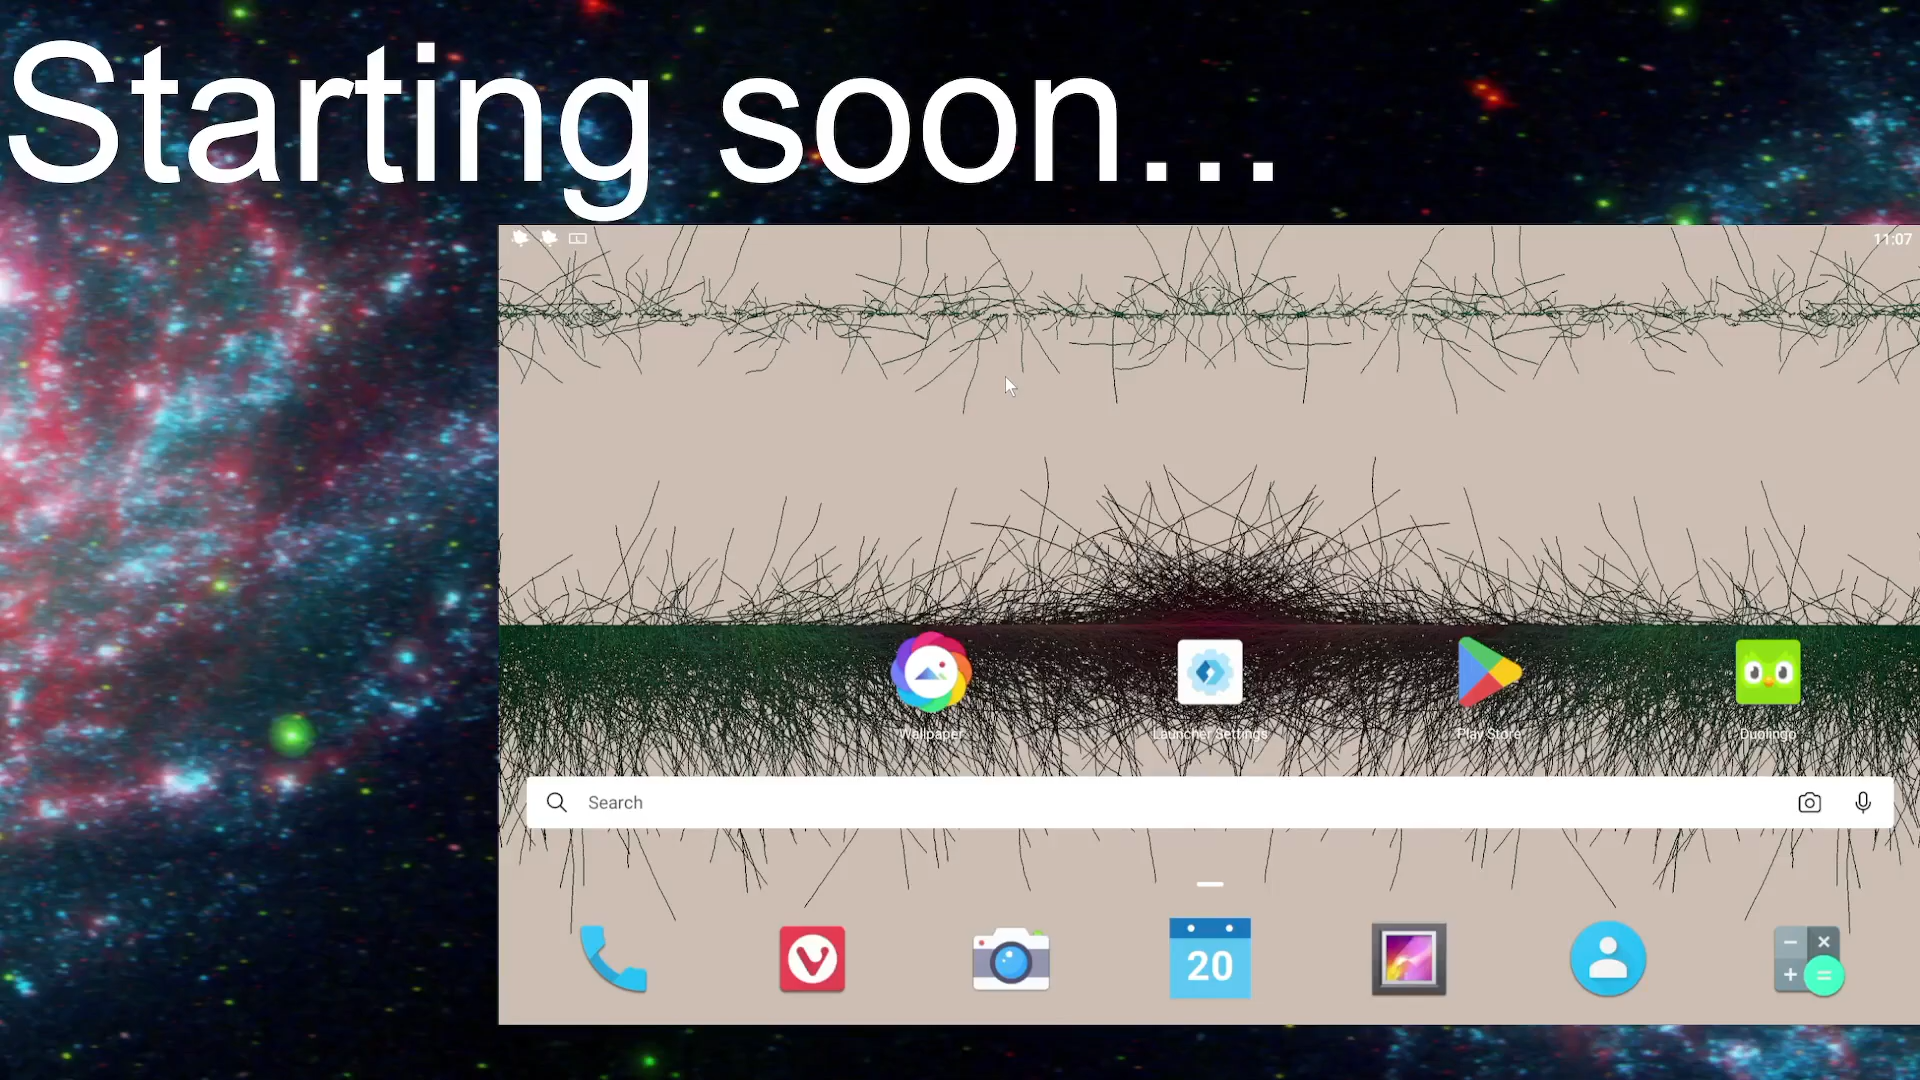 Starting soon...
11:07
Wallpaper
Launcher Settings
Play Store
Duolingo
Search
20